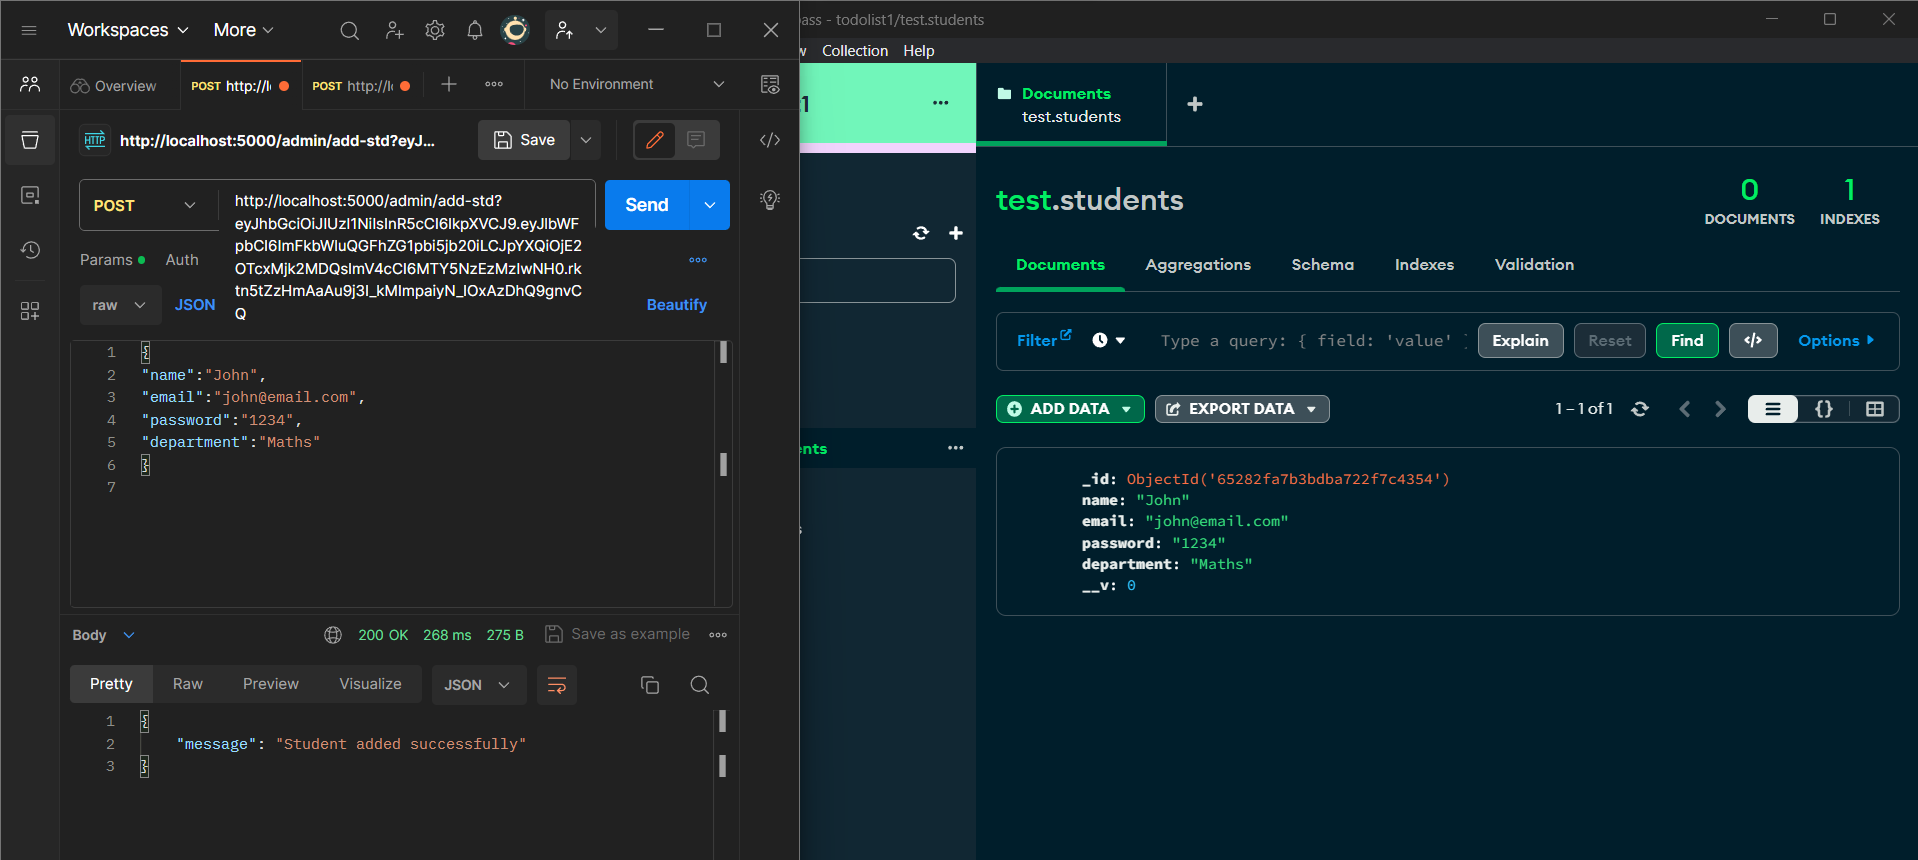 Workspaces
More
Overview
POST http://l
POST http://l
No Environment
HTTP
http://localhost:5000/admin/add-std?eyJ...
Save
POST
http://localhost:5000/admin/add-std?
Send
Params
Auth
raw
JSON
Beautify
1 {
2 "name":"John",
3 "email":"john@email.com",
4 "password":"1234",
5 "department":"Maths"
6 }
7
Body
200 OK
268 ms
275 B
Save as example
Pretty
Raw
Preview
Visualize
JSON
1 {
2 "message": "Student added successfully"
3 }
ass - todolist1/test.students
w
Collection
Help
1
Documents
test.students
nts
s
test.students
0
DOCUMENTS
1
INDEXES
Documents
Aggregations
Schema
Indexes
Validation
Filter
Type a query: { field: 'value'
Explain
Reset
Find
</>
Options
ADD DATA
EXPORT DATA
1 – 1 of 1
{}
_id: ObjectId('65282fa7b3bdba722f7c4354')
name: "John"
email: "john@email.com"
password: "1234"
department: "Maths"
__v: 0